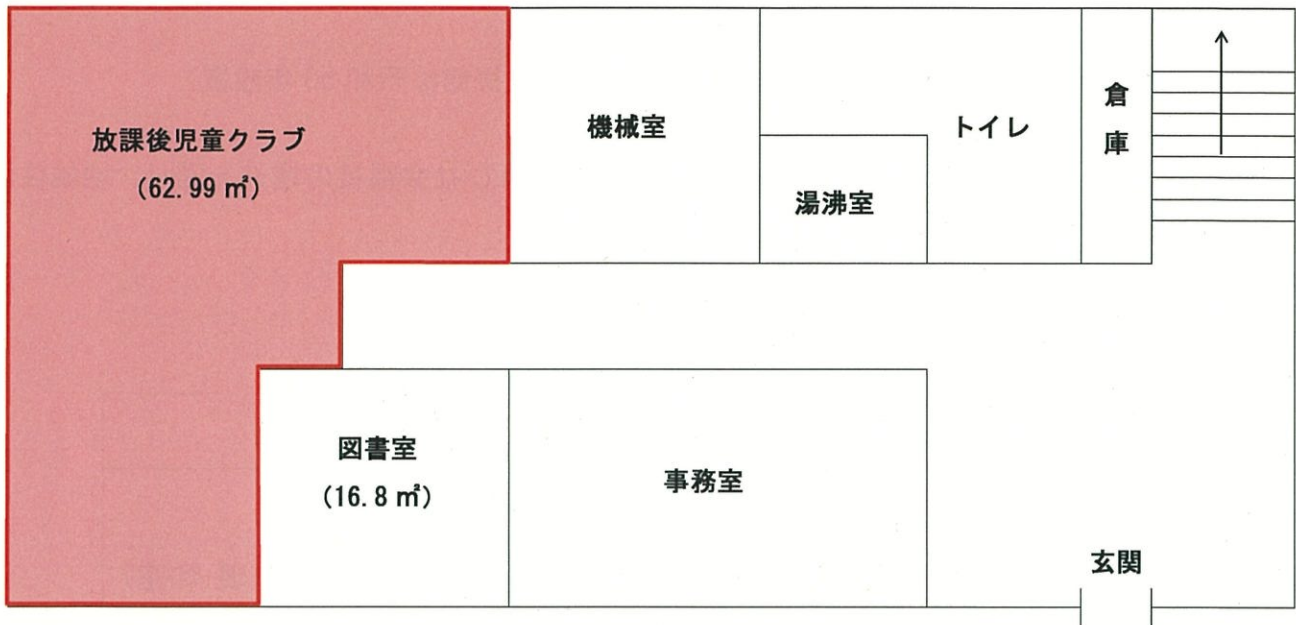 放課後児童クラブ
(62.99 ㎡)
機械室
トイレ
湯沸室
倉庫
図書室
(16.8 ㎡)
事務室
玄関